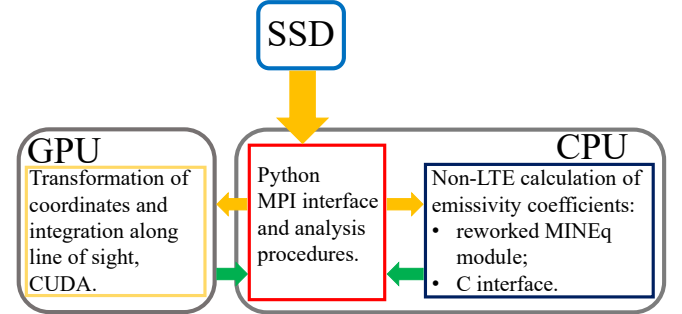 SSD
GPU
Transformation of
coordinates and
integration along
line of sight,
CUDA.
Python
MPI interface
and analysis
procedures.
CPU
Non-LTE calculation of
emissivity coefficients:
• reworked MINEq
module;
• C interface.